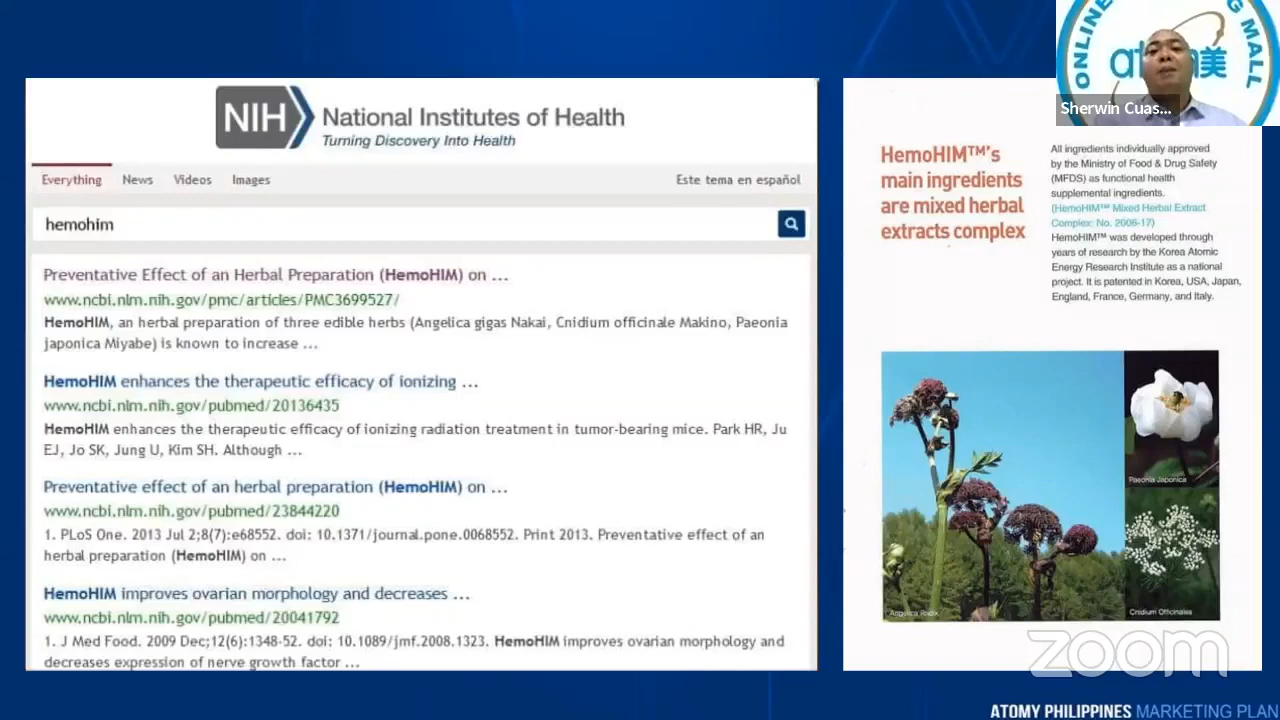 NIH National Institutes of Health
Turning Discovery Into Health
Everything News Videos Images Este tema en español
hemohim
Preventative Effect of an Herbal Preparation (HemoHIM) on ...
www.ncbi.nlm.nih.gov/pmc/articles/PMC3699527/
HemoHIM, an herbal preparation of three edible herbs (Angelica gigas Nakai, Cnidium officinale Makino, Paeonia
japonica Miyabe) is known to increase ...
HemoHIM enhances the therapeutic efficacy of ionizing ...
www.ncbi.nlm.nih.gov/pubmed/20136435
HemoHIM enhances the therapeutic efficacy of ionizing radiation treatment in tumor-bearing mice. Park HR, Ju
EJ, Jo SK, Jung U, Kim SH. Although ...
Preventative effect of an herbal preparation (HemoHIM) on ...
www.ncbi.nlm.nih.gov/pubmed/23844220
1. PLoS One. 2013 Jul 2;8(7):e68552. doi: 10.1371/journal.pone.0068552. Print 2013. Preventative effect of an
herbal preparation (HemoHIM) on ...
HemoHIM improves ovarian morphology and decreases ...
www.ncbi.nlm.nih.gov/pubmed/20041792
1. J Med Food. 2009 Dec;12(6):1348-52. doi: 10.1089/jmf.2008.1323. HemoHIM improves ovarian morphology and
decreases expression of nerve growth factor ...
HemoHIM™'s
main ingredients
are mixed herbal
extracts complex
All ingredients individually approved
by the Ministry of Food & Drug Safety
(MFDS) as functional health
supplemental ingredients.
(HemoHIM™ Mixed Herbal Extract
Complex: No. 2006-17)
HemoHIM™ was developed through
years of research by the Korea Atomic
Energy Research Institute as a national
project. It is patented in Korea, USA, Japan,
England, France, Germany, and Italy.
Angelica Radix
Paeonia Japonica
Cnidium Officinales
ONLINE
MALL
Sherwin Cuas...
zoom
ATOMY PHILIPPINES MARKETING PLAN